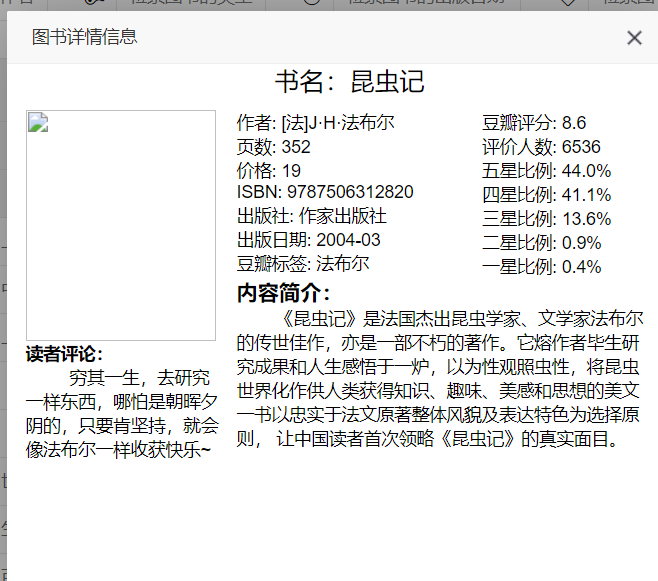 图书详情信息
书名：昆虫记
作者: [法]J·H·法布尔
页数: 352
价格: 19
ISBN: 9787506312820
出版社: 作家出版社
出版日期: 2004-03
豆瓣标签: 法布尔
豆瓣评分: 8.6
评价人数: 6536
五星比例: 44.0%
四星比例: 41.1%
三星比例: 13.6%
二星比例: 0.9%
一星比例: 0.4%
内容简介：
《昆虫记》是法国杰出昆虫学家、文学家法布尔
的传世佳作，亦是一部不朽的著作。它熔作者毕生研
究成果和人生感悟于一炉，以为性观照虫性，将昆虫
世界化作供人类获得知识、趣味、美感和思想的美文
一书以忠实于法文原著整体风貌及表达特色为选择原
则， 让中国读者首次领略《昆虫记》的真实面目。
读者评论：
穷其一生，去研究
一样东西，哪怕是朝晖夕
阴的，只要肯坚持，就会
像法布尔一样收获快乐~